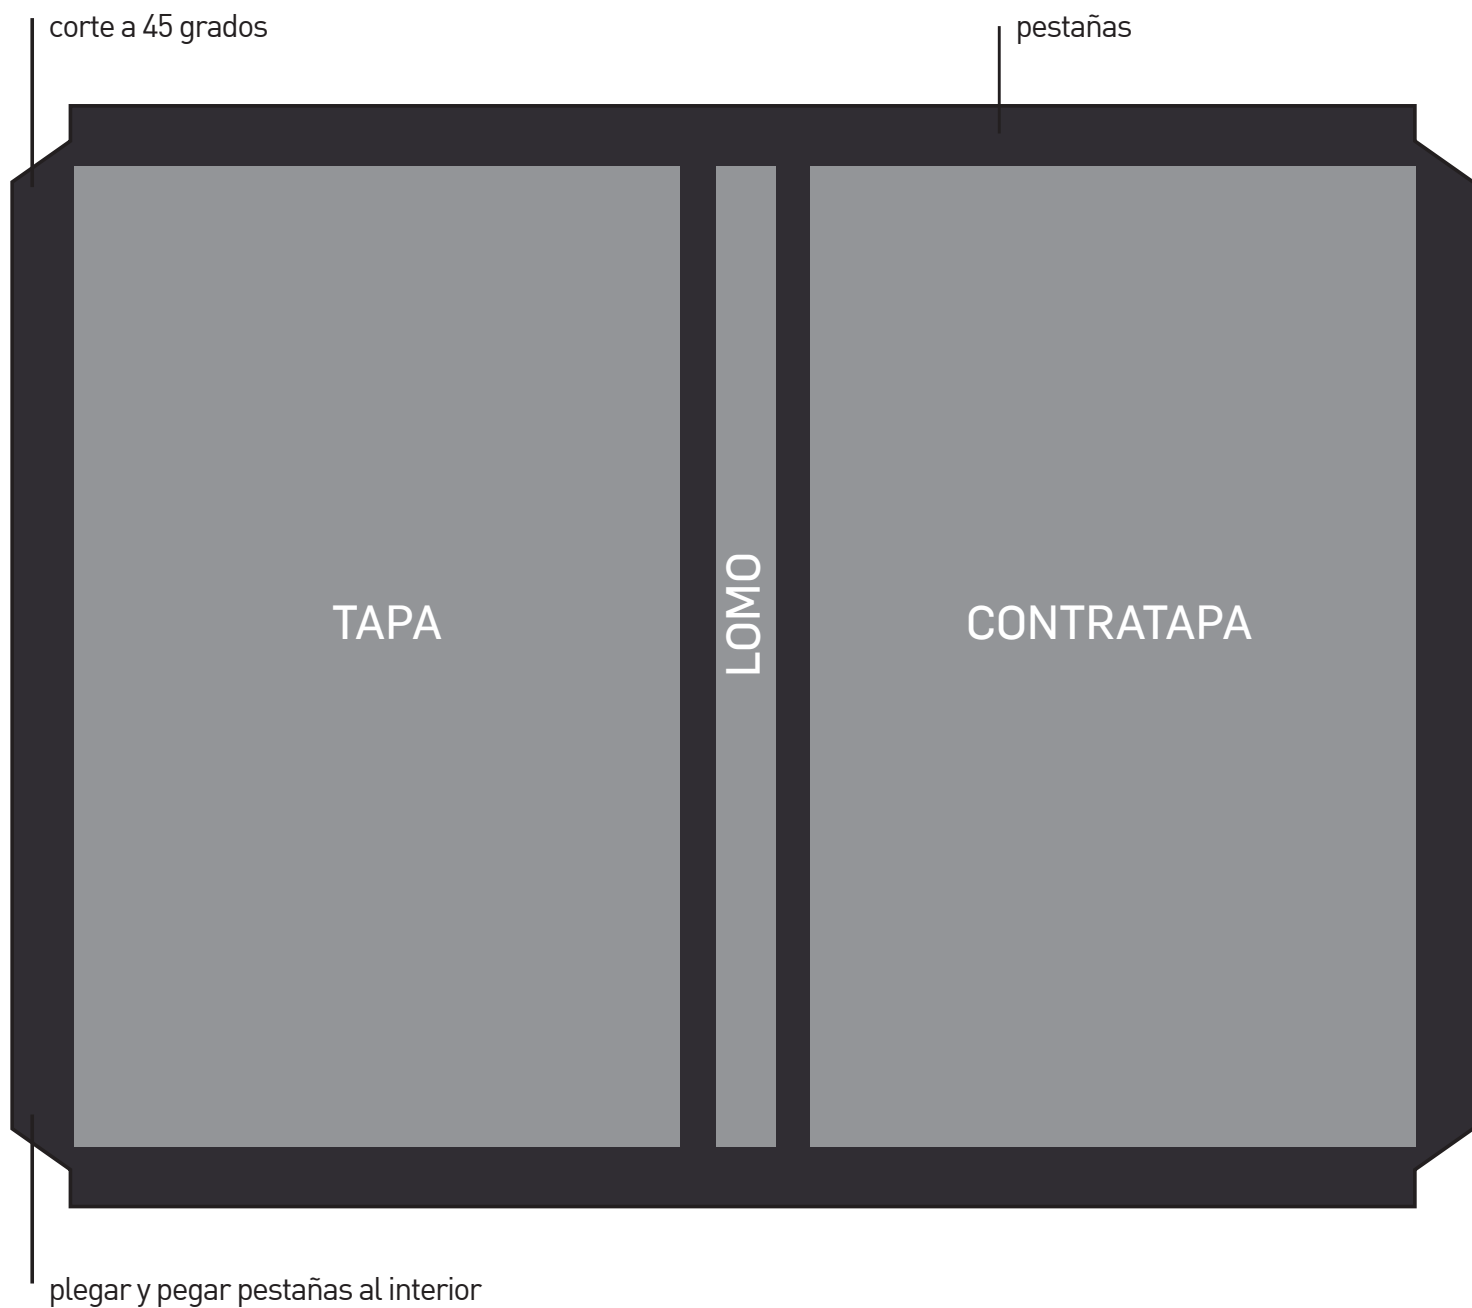 corte a 45 grados
pestañas
TAPA
LOMO
CONTRATAPA
plegar y pegar pestañas al interior